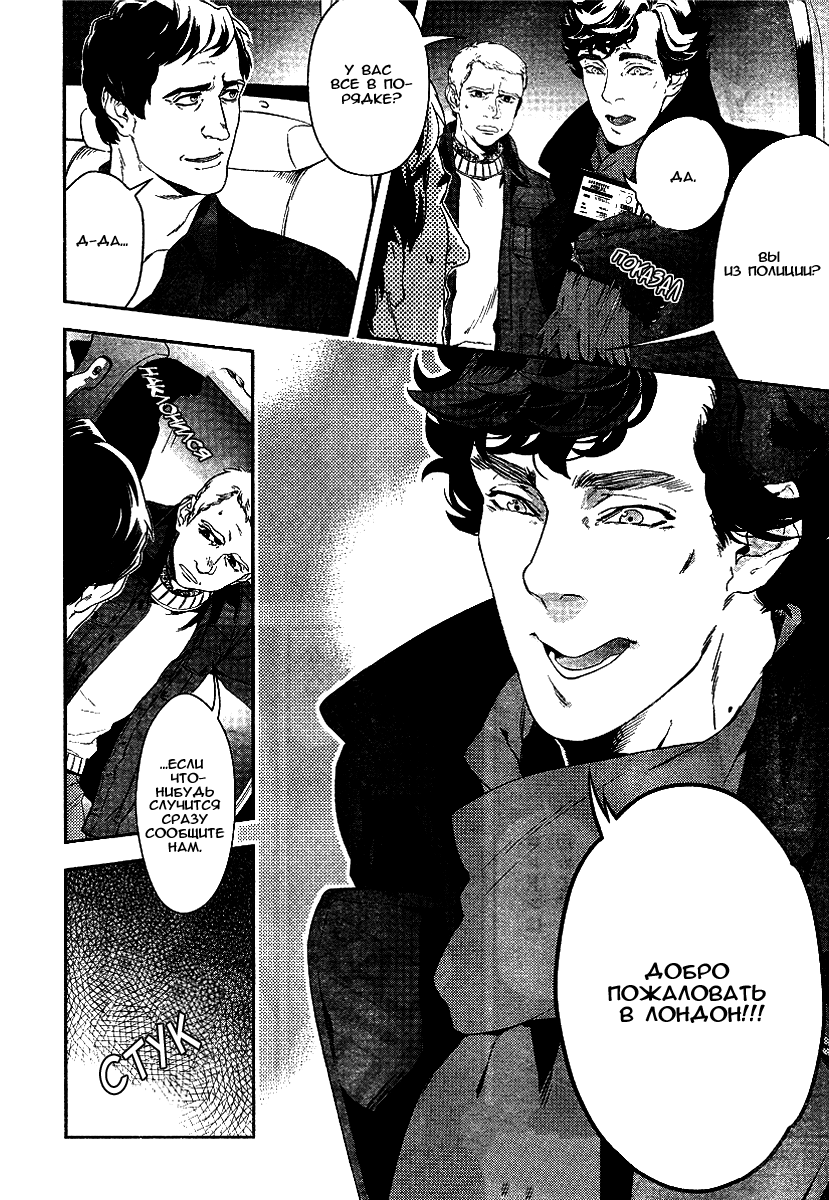 ВЫ
ИЗ ПОЛИЦИИ?
ДА.
ПОКАЗАЛ
У ВАС
ВСЕ В ПО-
РЯДКЕ?
Д-ДА...
ДОБРО
ПОЖАЛОВАТЬ
В ЛОНДОН!!!
НАКЛОНИЛСЯ
...ЕСЛИ
ЧТО-
НИБУДЬ
СЛУЧИТСЯ
СРАЗУ
СООБЩИТЕ
НАМ.
СТУК